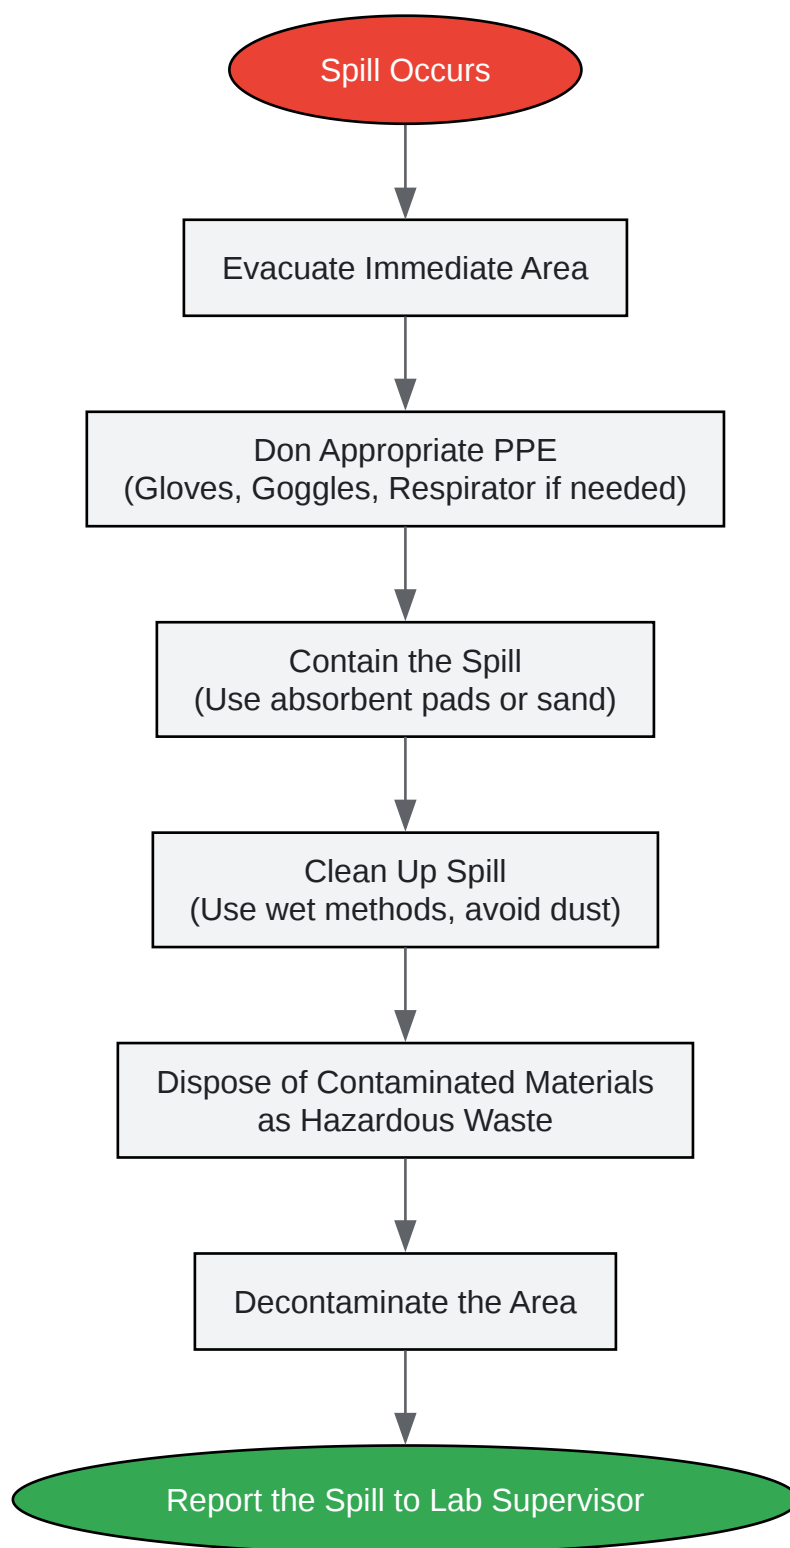 Spill Occurs
Evacuate Immediate Area
Don Appropriate PPE
(Gloves, Goggles, Respirator if needed)
Contain the Spill
(Use absorbent pads or sand)
Clean Up Spill
(Use wet methods, avoid dust)
Dispose of Contaminated Materials
as Hazardous Waste
Decontaminate the Area
Report the Spill to Lab Supervisor